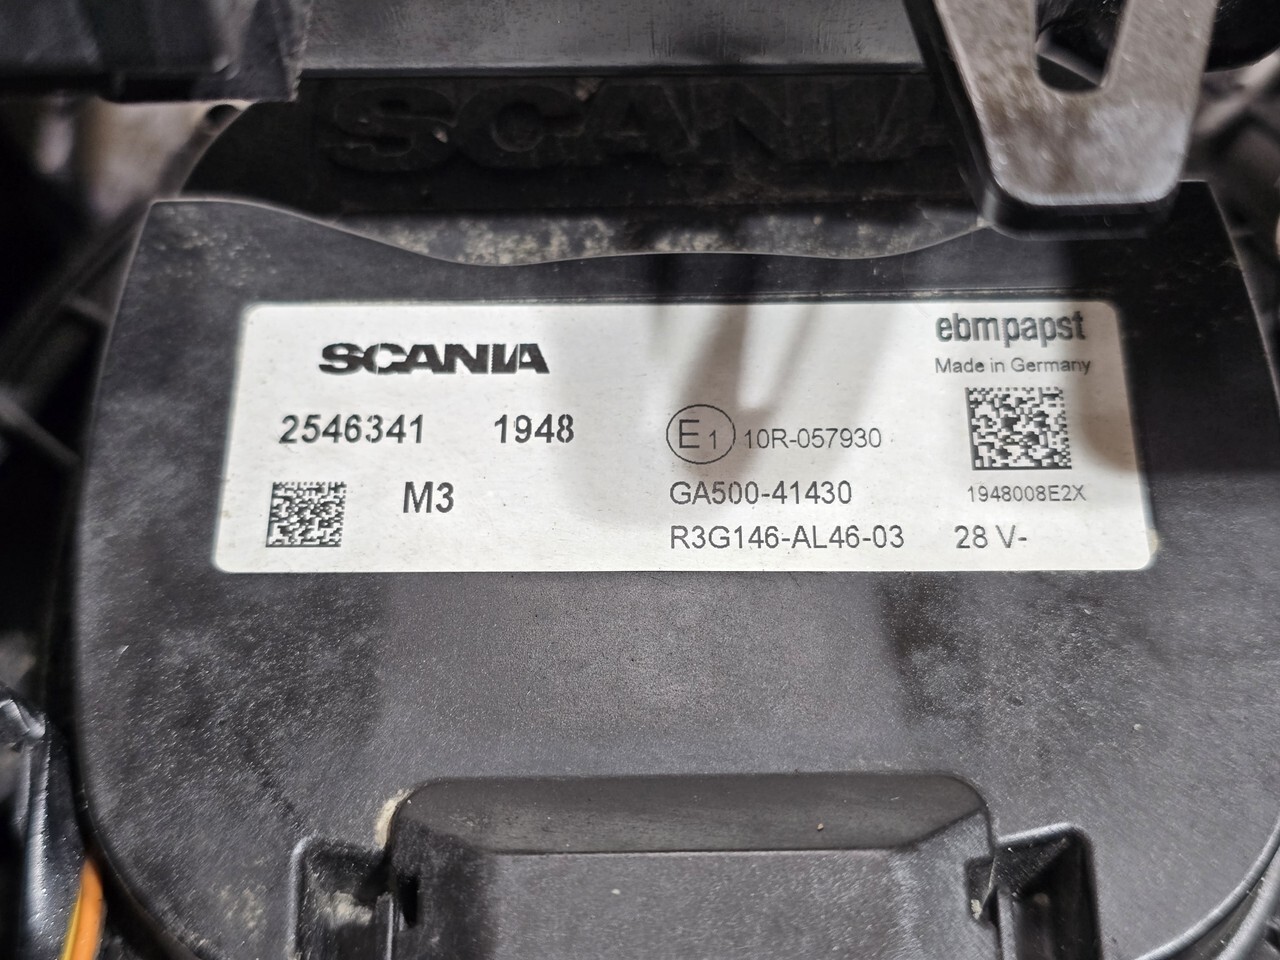 SCANIA
SCANIA
ebmpapst
Made in Germany
2546341 1948
E1 10R-057930
M3
GA500-41430
1948008E2X
R3G146-AL46-03 28 V-